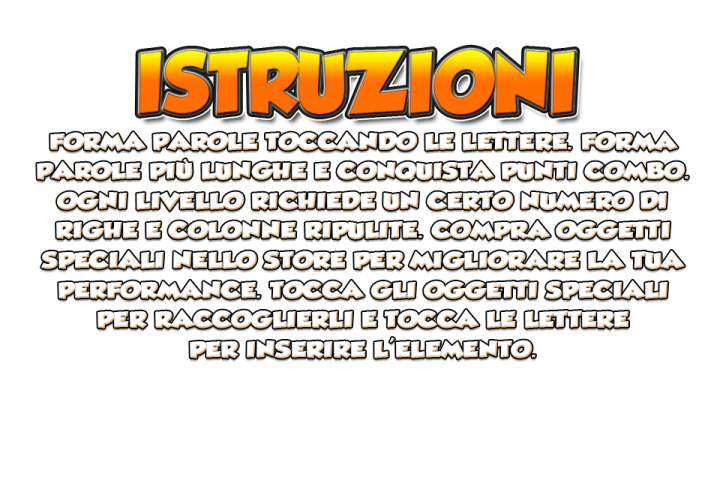 ISTRUZIONI
FORMA PAROLE TOCCANDO LE LETTERE. FORMA
PAROLE PIÙ LUNGHE E CONQUISTA PUNTI COMBO.
OGNI LIVELLO RICHIEDE UN CERTO NUMERO DI
RIGHE E COLONNE RIPULITE. COMPRA OGGETTI
SPECIALI NELLO STORE PER MIGLIORARE LA TUA
PERFORMANCE. TOCCA GLI OGGETTI SPECIALI
PER RACCOGLIERLI E TOCCA LE LETTERE
PER INSERIRE L'ELEMENTO.